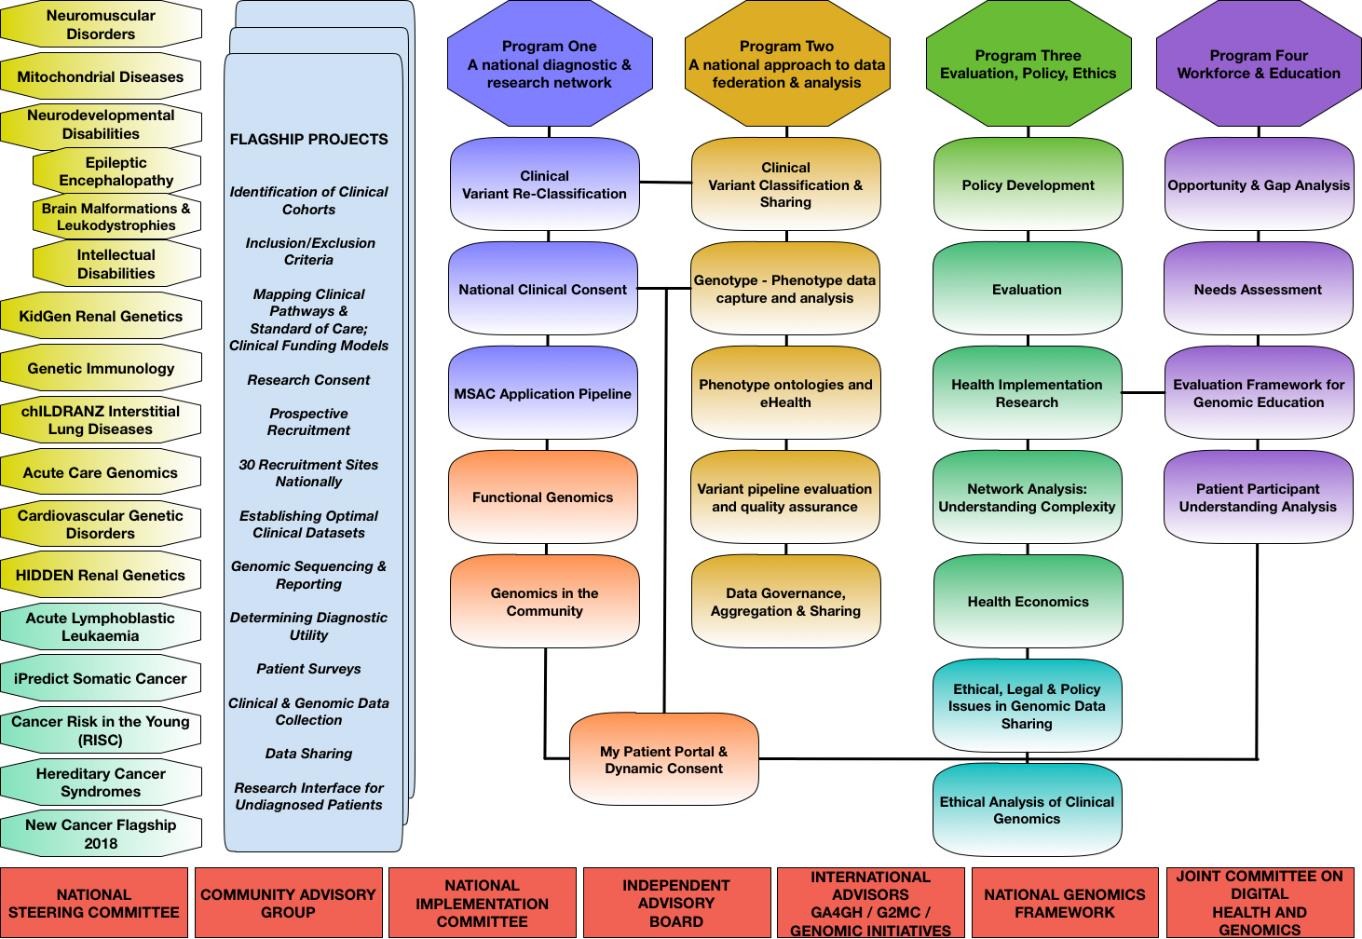 Neuromuscular
Disorders
Mitochondrial Diseases
Neurodevelopmental
Disabilities
Epileptic
Encephalopathy
Brain Malformations &
Leukodystrophies
Intellectual
Disabilities
KidGen Renal Genetics
Genetic Immunology
chILDRANZ Interstitial
Lung Diseases
Acute Care Genomics
Cardiovascular Genetic
Disorders
HIDDEN Renal Genetics
Acute Lymphoblastic
Leukaemia
iPredict Somatic Cancer
Cancer Risk in the Young
(RISC)
Hereditary Cancer
Syndromes
New Cancer Flagship
2018
FLAGSHIP PROJECTS
Identification of Clinical
Cohorts
Inclusion/Exclusion
Criteria
Mapping Clinical
Pathways &
Standard of Care;
Clinical Funding Models
Research Consent
Prospective
Recruitment
30 Recruitment Sites
Nationally
Establishing Optimal
Clinical Datasets
Genomic Sequencing &
Reporting
Determining Diagnostic
Utility
Patient Surveys
Clinical & Genomic Data
Collection
Data Sharing
Research Interface for
Undiagnosed Patients
Program One
A national diagnostic &
research network
Clinical
Variant Re-Classification
National Clinical Consent
MSAC Application Pipeline
Functional Genomics
Genomics in the
Community
Program Two
A national approach to data
federation & analysis
Clinical
Variant Classification &
Sharing
Genotype - Phenotype data
capture and analysis
Phenotype ontologies and
eHealth
Variant pipeline evaluation
and quality assurance
Data Governance,
Aggregation & Sharing
My Patient Portal &
Dynamic Consent
Program Three
Evaluation, Policy, Ethics
Policy Development
Evaluation
Health Implementation
Research
Network Analysis:
Understanding Complexity
Health Economics
Ethical, Legal & Policy
Issues in Genomic Data
Sharing
Ethical Analysis of Clinical
Genomics
Program Four
Workforce & Education
Opportunity & Gap Analysis
Needs Assessment
Evaluation Framework for
Genomic Education
Patient Participant
Understanding Analysis
NATIONAL
STEERING COMMITTEE
COMMUNITY ADVISORY
GROUP
NATIONAL
IMPLEMENTATION
COMMITTEE
INDEPENDENT
ADVISORY
BOARD
INTERNATIONAL
ADVISORS
GA4GH / G2MC /
GENOMIC INITIATIVES
NATIONAL GENOMICS
FRAMEWORK
JOINT COMMITTEE ON
DIGITAL
HEALTH AND
GENOMICS